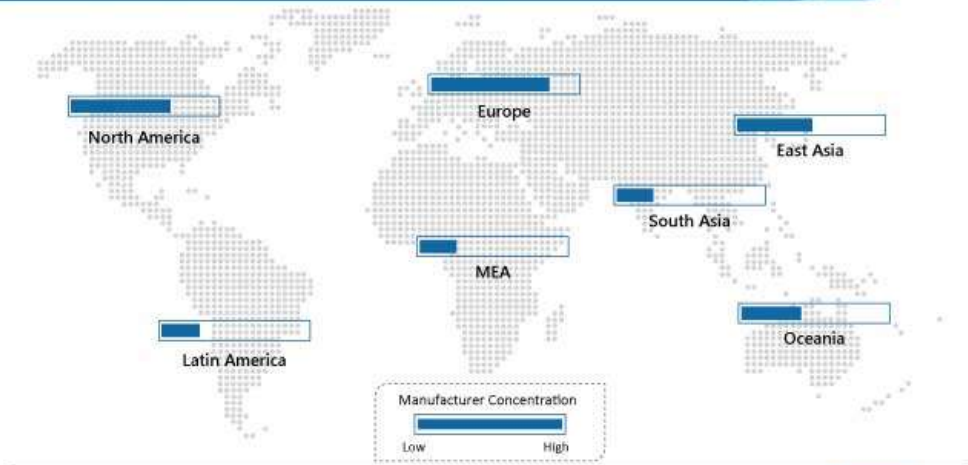 Europe
North America
East Asia
South Asia
MEA
Oceania
Latin America
Manufacturer Concentration
Low High